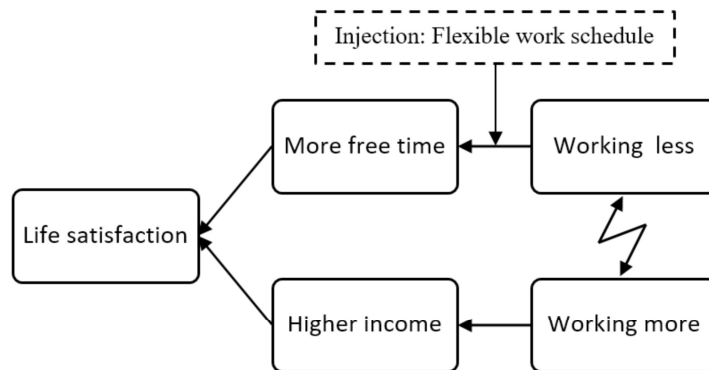 Injection: Flexible work schedule
More free time
Working less
Life satisfaction
Higher income
Working more